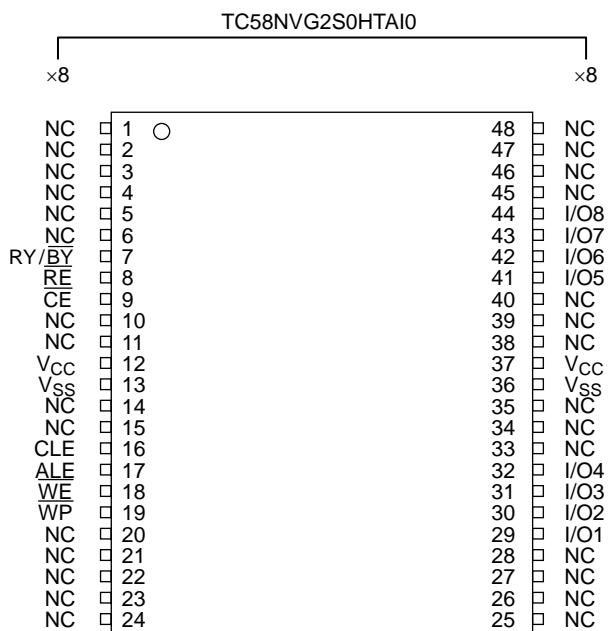 TC58NVG2S0HTAI0
×8 ×8
NC 1 48 NC
NC 2 47 NC
NC 3 46 NC
NC 4 45 NC
NC 5 44 I/O8
NC 6 43 I/O7
RY/B̅Y̅ 7 42 I/O6
R̅E̅ 8 41 I/O5
C̅E̅ 9 40 NC
NC 10 39 NC
NC 11 38 NC
VCC 12 37 VCC
VSS 13 36 VSS
NC 14 35 NC
NC 15 34 NC
CLE 16 33 NC
ALE 17 32 I/O4
W̅E̅ 18 31 I/O3
W̅P̅ 19 30 I/O2
NC 20 29 I/O1
NC 21 28 NC
NC 22 27 NC
NC 23 26 NC
NC 24 25 NC